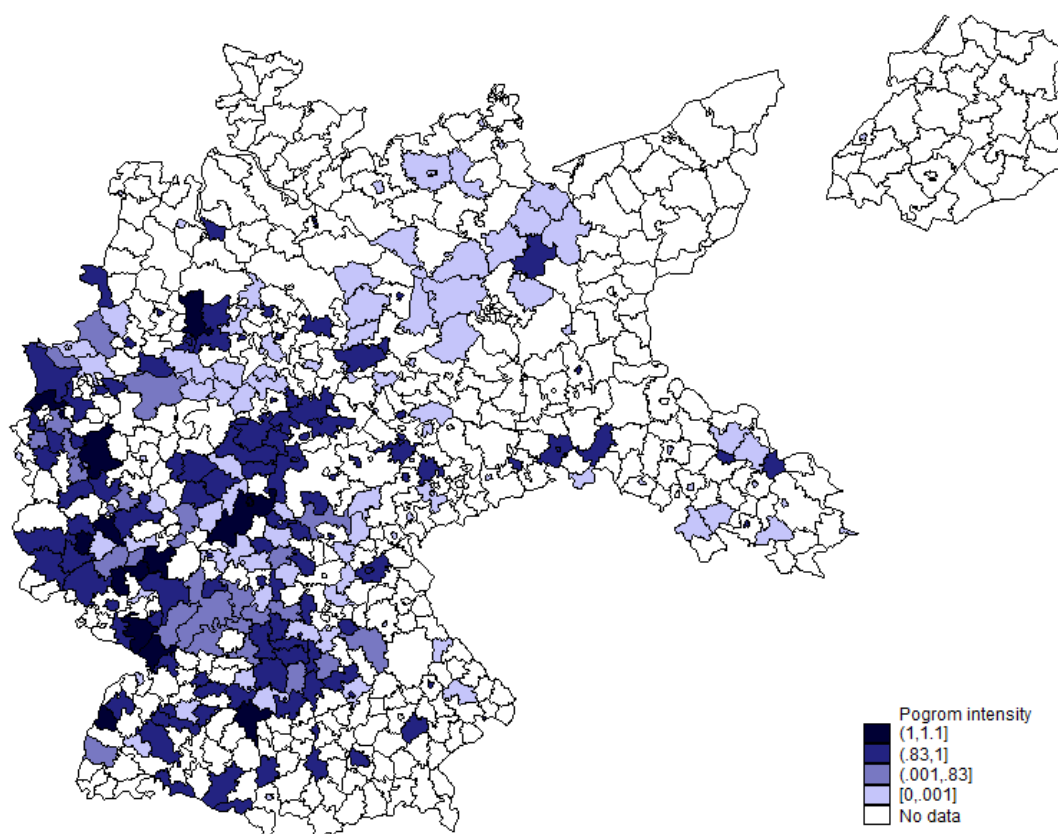 Pogrom intensity
(1,1.1]
(.83,1]
(.001,.83]
[0,.001]
No data